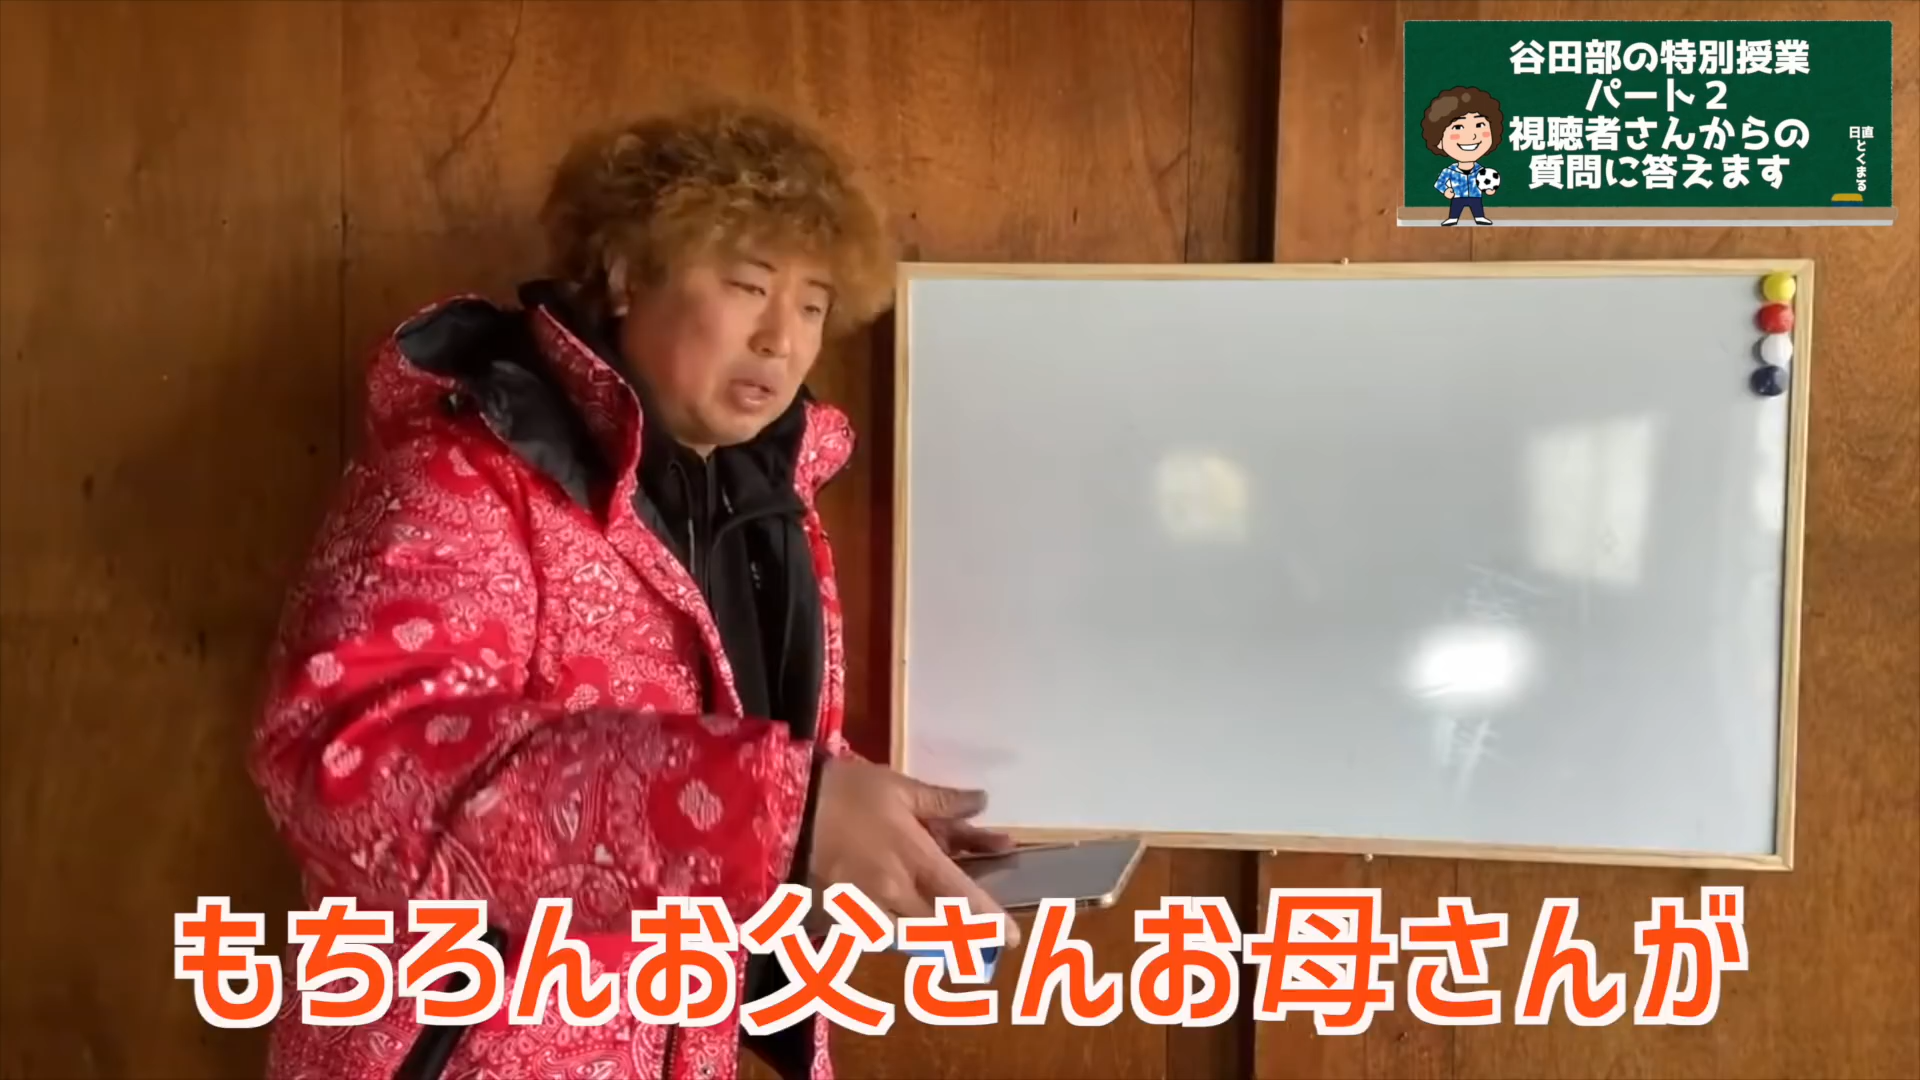 谷田部の特別授業
パート２
視聴者さんからの
質問に答えます
日直
とくまる
もちろんお父さんお母さんが